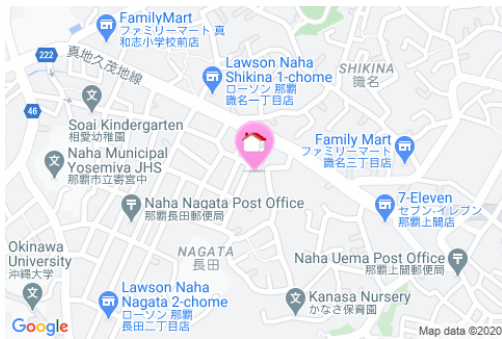 FamilyMart
ファミリーマート 真
和志小学校前店
222
真地久茂地線
Lawson Naha
Shikina 1-chome
ローソン 那覇
識名一丁目店
SHIKINA
識名
46
Soai Kindergarten
相愛幼稚園
Family Mart
ファミリーマート
識名三丁目店
Naha Municipal
Yosemiya JHS
那覇市立寄宮中
Naha Nagata Post Office
那覇長田郵便局
7-Eleven
セブン-イレブン
那覇上間店
NAGATA
長田
Okinawa
University
沖縄大学
Naha Uema Post Office
那覇上間郵便局
Lawson Naha
Nagata 2-chome
ローソン 那覇
長田二丁目店
Kanasa Nursery
かなさ保育園
Google
Map data ©2020